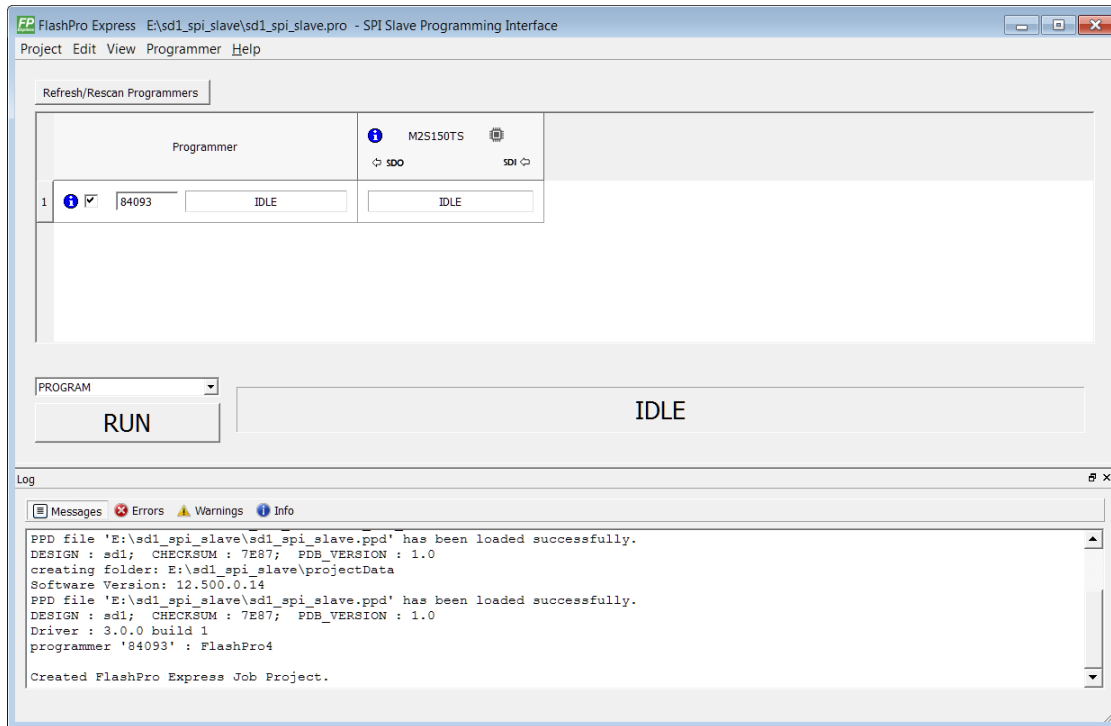 FP FlashPro Express E:\sd1_spi_slave\sd1_spi_slave.pro - SPI Slave Programming Interface
Project Edit View Programmer Help
Refresh/Rescan Programmers
Programmer
M2S150TS
SDO SDI
1 84093 IDLE IDLE
PROGRAM
RUN
IDLE
Log
Messages Errors Warnings Info
PPD file 'E:\sd1_spi_slave\sd1_spi_slave.ppd' has been loaded successfully.
DESIGN : sd1; CHECKSUM : 7E87; PDB_VERSION : 1.0
creating folder: E:\sd1_spi_slave\projectData
Software Version: 12.500.0.14
PPD file 'E:\sd1_spi_slave\sd1_spi_slave.ppd' has been loaded successfully.
DESIGN : sd1; CHECKSUM : 7E87; PDB_VERSION : 1.0
Driver : 3.0.0 build 1
programmer '84093' : FlashPro4
Created FlashPro Express Job Project.